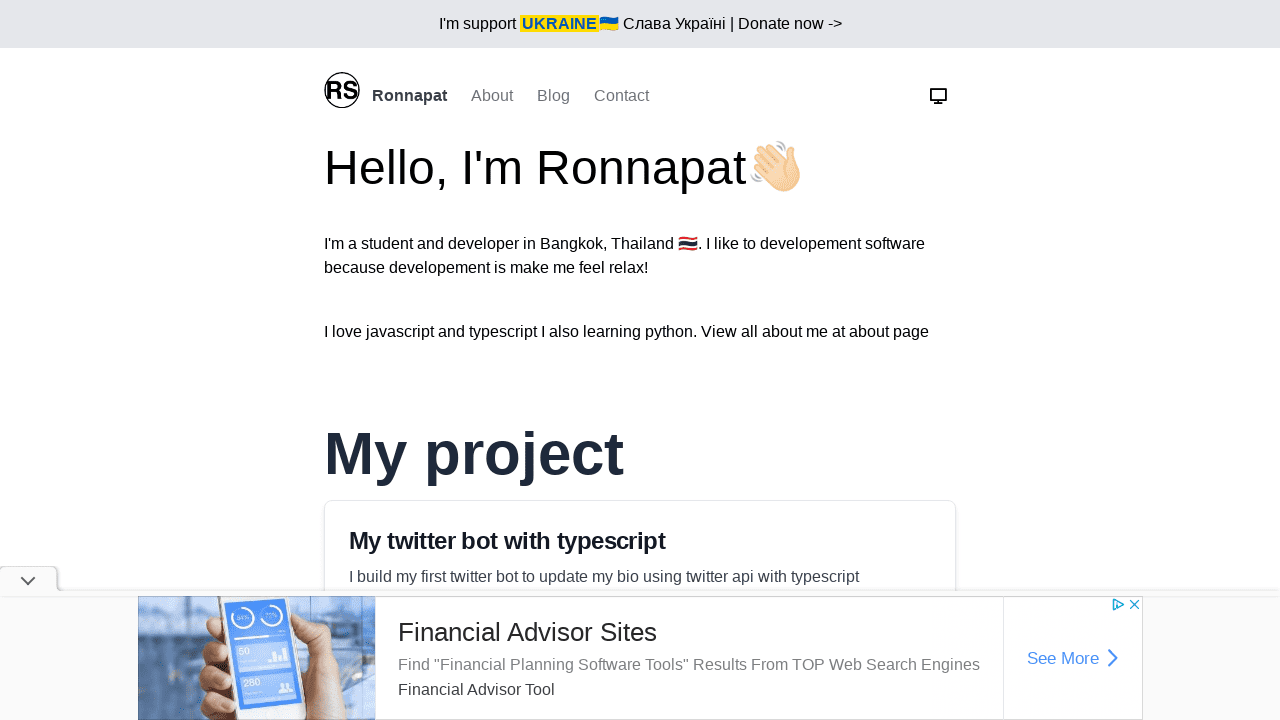 I'm support UKRAINE🇺🇦 Слава Україні | Donate now ->
RS
Ronnapat About Blog Contact
Hello, I'm Ronnapat👋🏻
I'm a student and developer in Bangkok, Thailand 🇹🇭. I like to developement software
because developement is make me feel relax!
I love javascript and typescript I also learning python. View all about me at about page
My project
My twitter bot with typescript
I build my first twitter bot to update my bio using twitter api with typescript
Financial Advisor Sites
Find "Financial Planning Software Tools" Results From TOP Web Search Engines
Financial Advisor Tool
See More
50
280